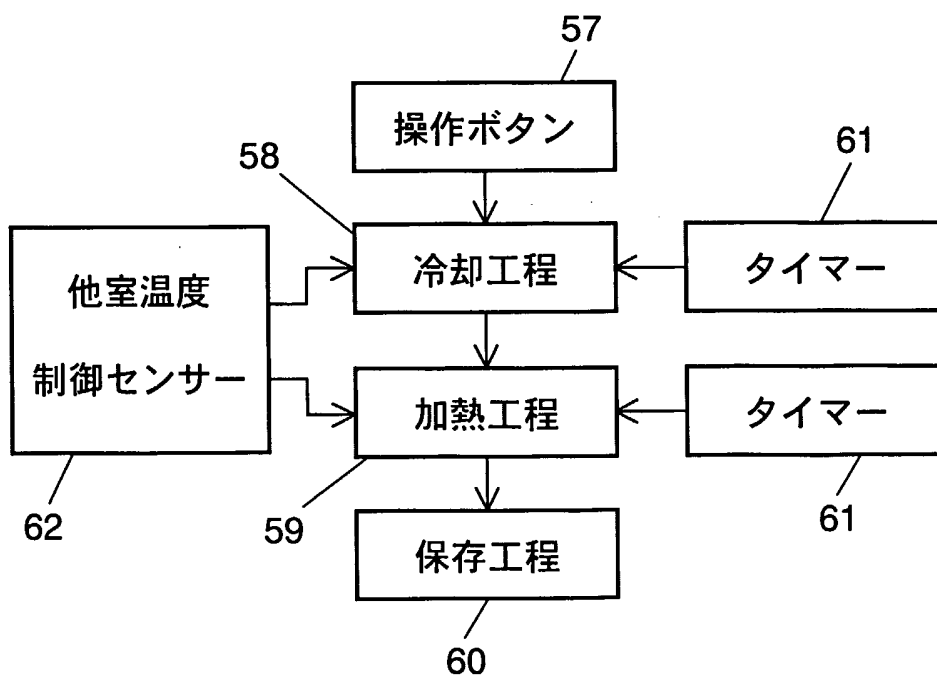 57
操作ボタン
58
61
冷却工程
タイマー
他室温度
制御センサー
加熱工程
タイマー
62
59
61
保存工程
60